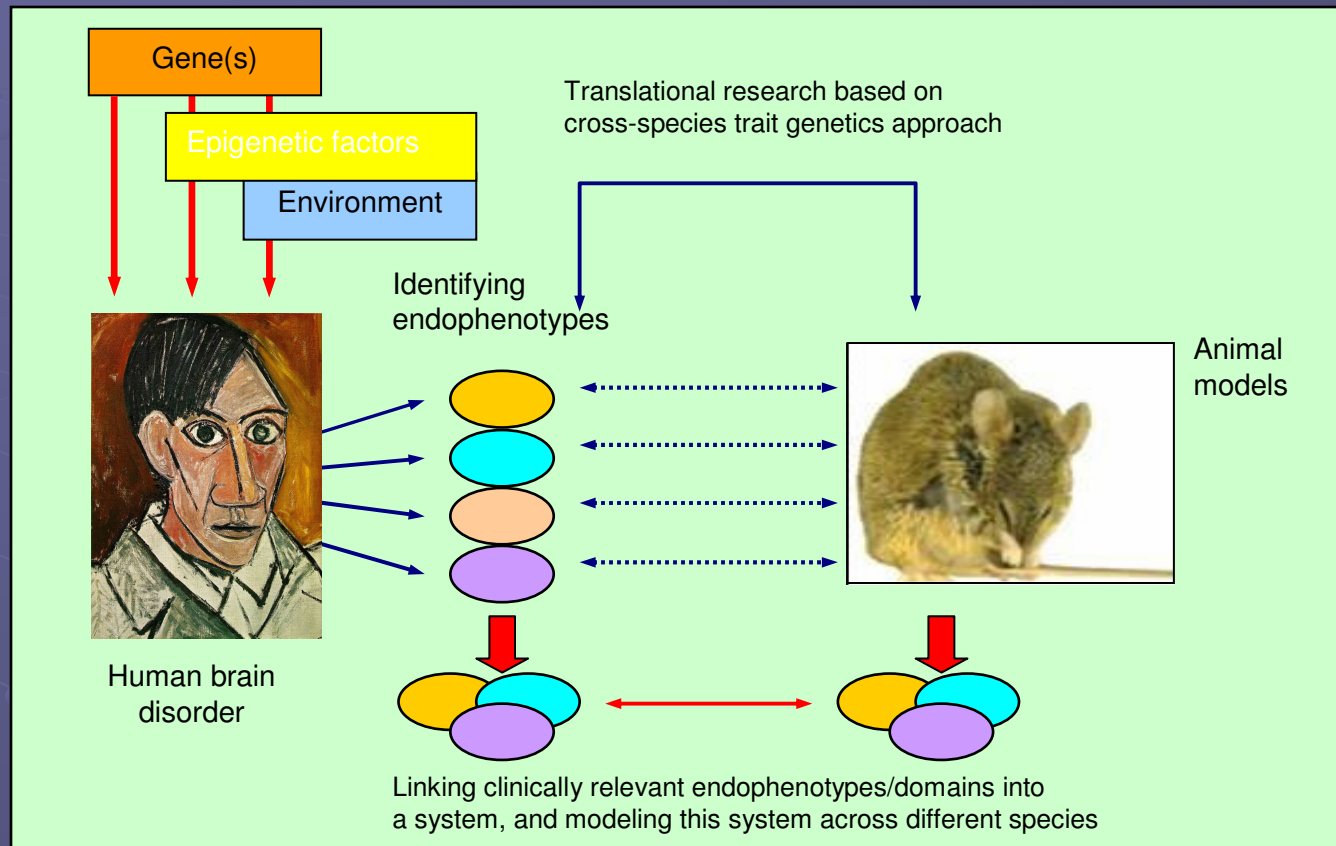 Gene(s)
Epigenetic factors
Environment
Translational research based on
cross-species trait genetics approach
Identifying
endophenotypes
Animal
models
Human brain
disorder
Linking clinically relevant endophenotypes/domains into
a system, and modeling this system across different species